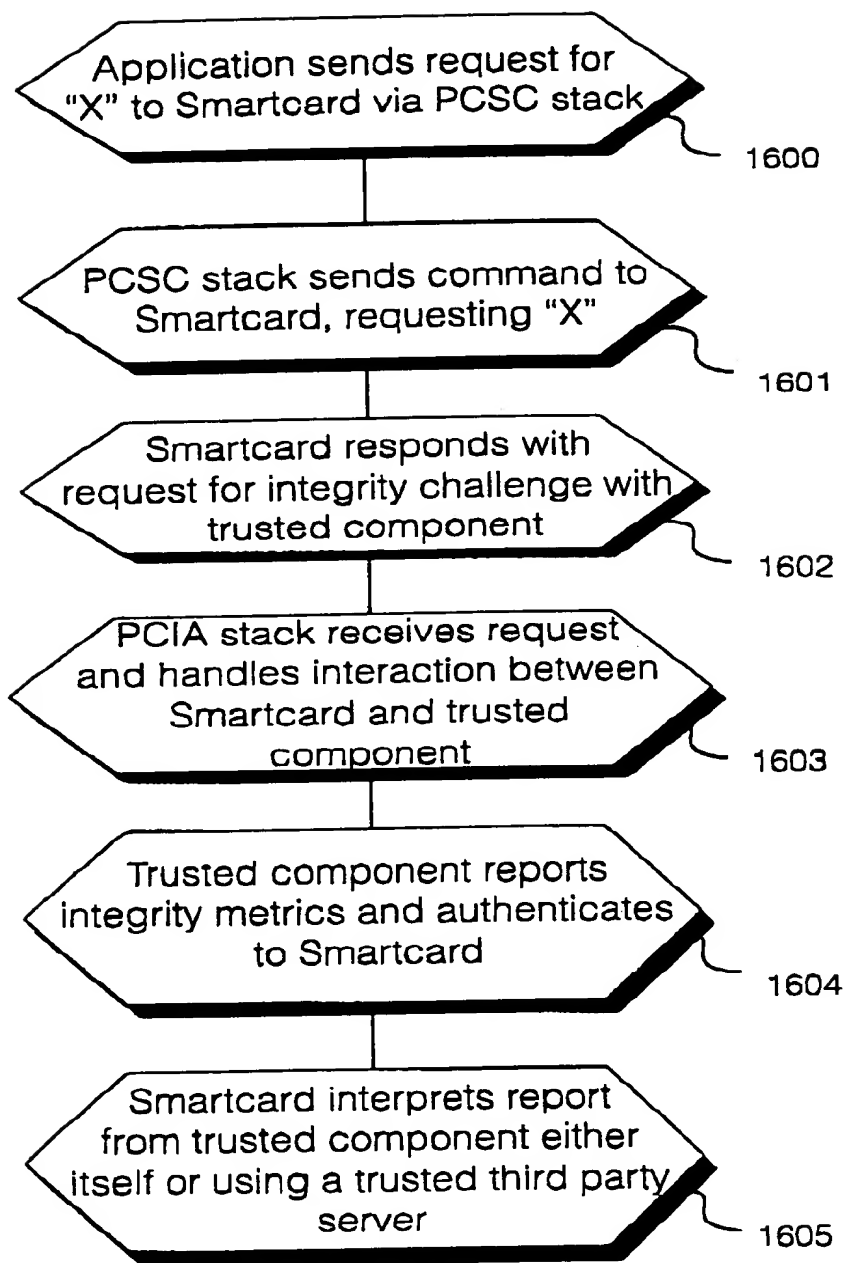 Application sends request for
“X” to Smartcard via PCSC stack
1600
PCSC stack sends command to
Smartcard, requesting “X”
1601
Smartcard responds with
request for integrity challenge with
trusted component
1602
PCIA stack receives request
and handles interaction between
Smartcard and trusted
component
1603
Trusted component reports
integrity metrics and authenticates
to Smartcard
1604
Smartcard interprets report
from trusted component either
itself or using a trusted third party
server
1605